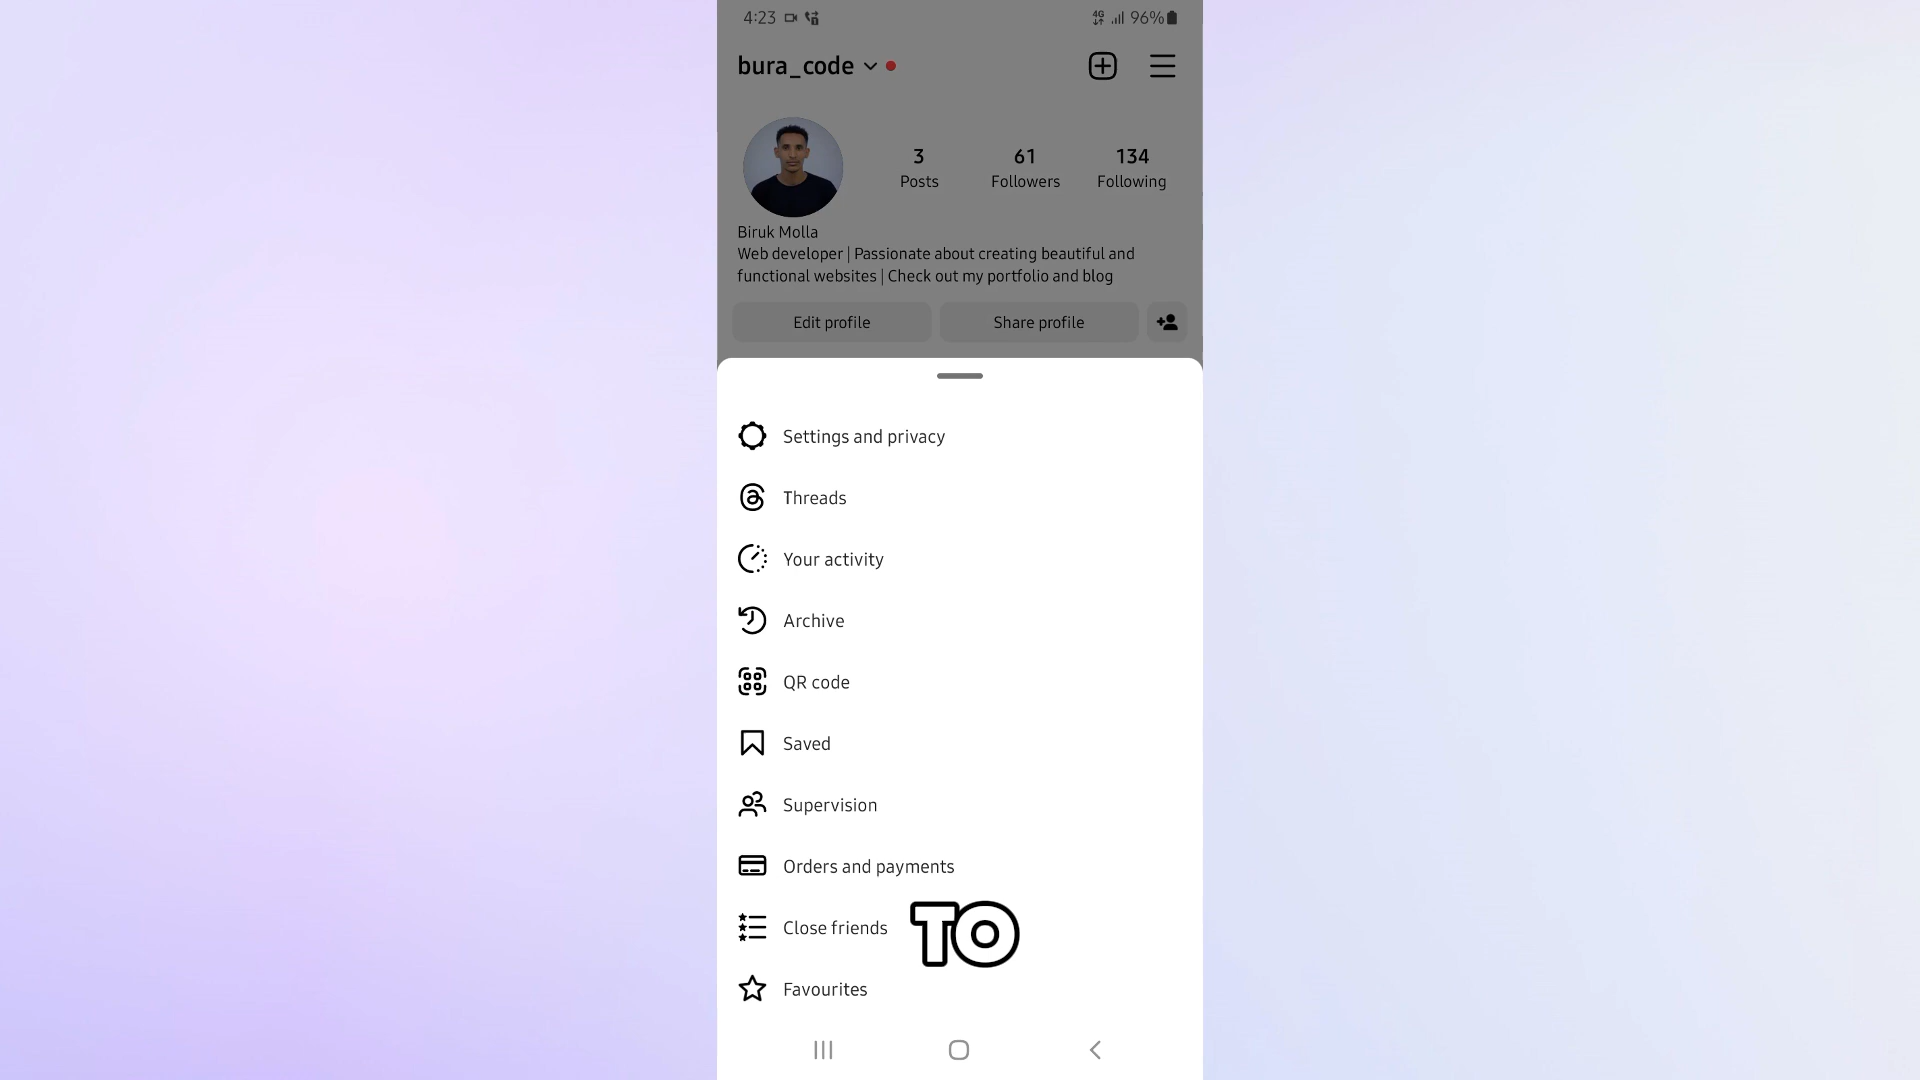 4:23
4G 96%
bura_code
3 61 134
Posts Followers Following
Biruk Molla
Web developer | Passionate about creating beautiful and
functional websites | Check out my portfolio and blog
Edit profile Share profile
Settings and privacy
Threads
Your activity
Archive
QR code
Saved
Supervision
Orders and payments
Close friends
TO
Favourites